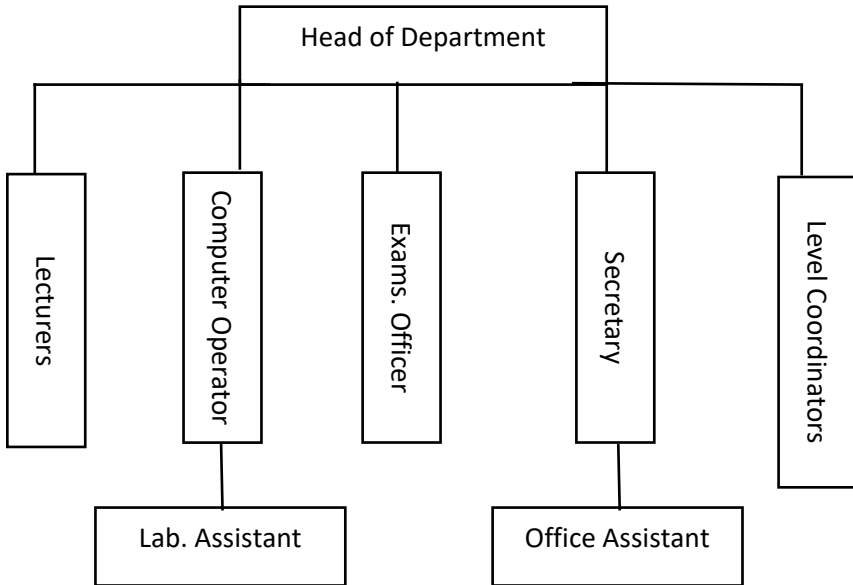 Head of Department
Lecturers
Computer Operator
Exams. Officer
Secretary
Level Coordinators
Lab. Assistant
Office Assistant